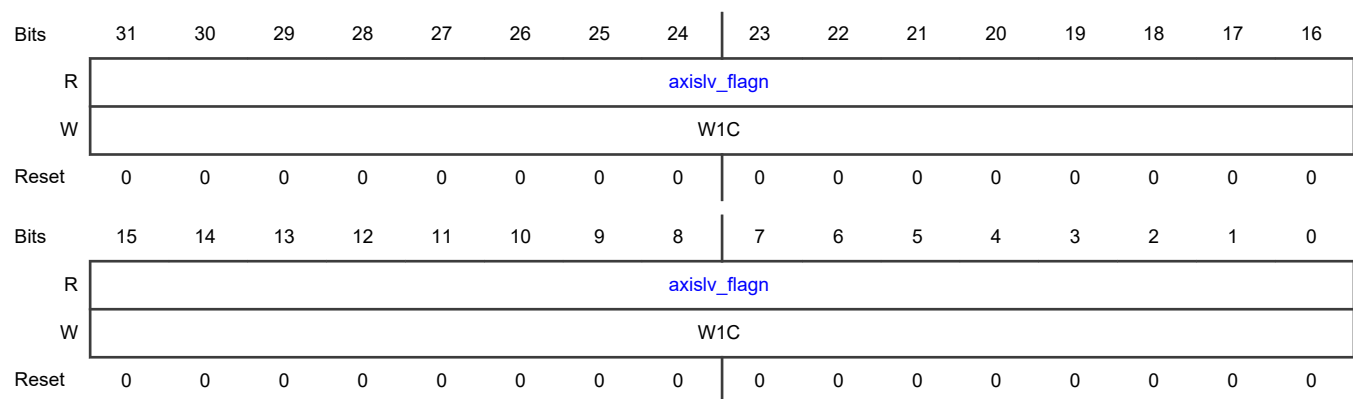 Bits 31 30 29 28 27 26 25 24 23 22 21 20 19 18 17 16
R axislv_flagn
W W1C
Reset 0 0 0 0 0 0 0 0 0 0 0 0 0 0 0 0
Bits 15 14 13 12 11 10 9 8 7 6 5 4 3 2 1 0
R axislv_flagn
W W1C
Reset 0 0 0 0 0 0 0 0 0 0 0 0 0 0 0 0